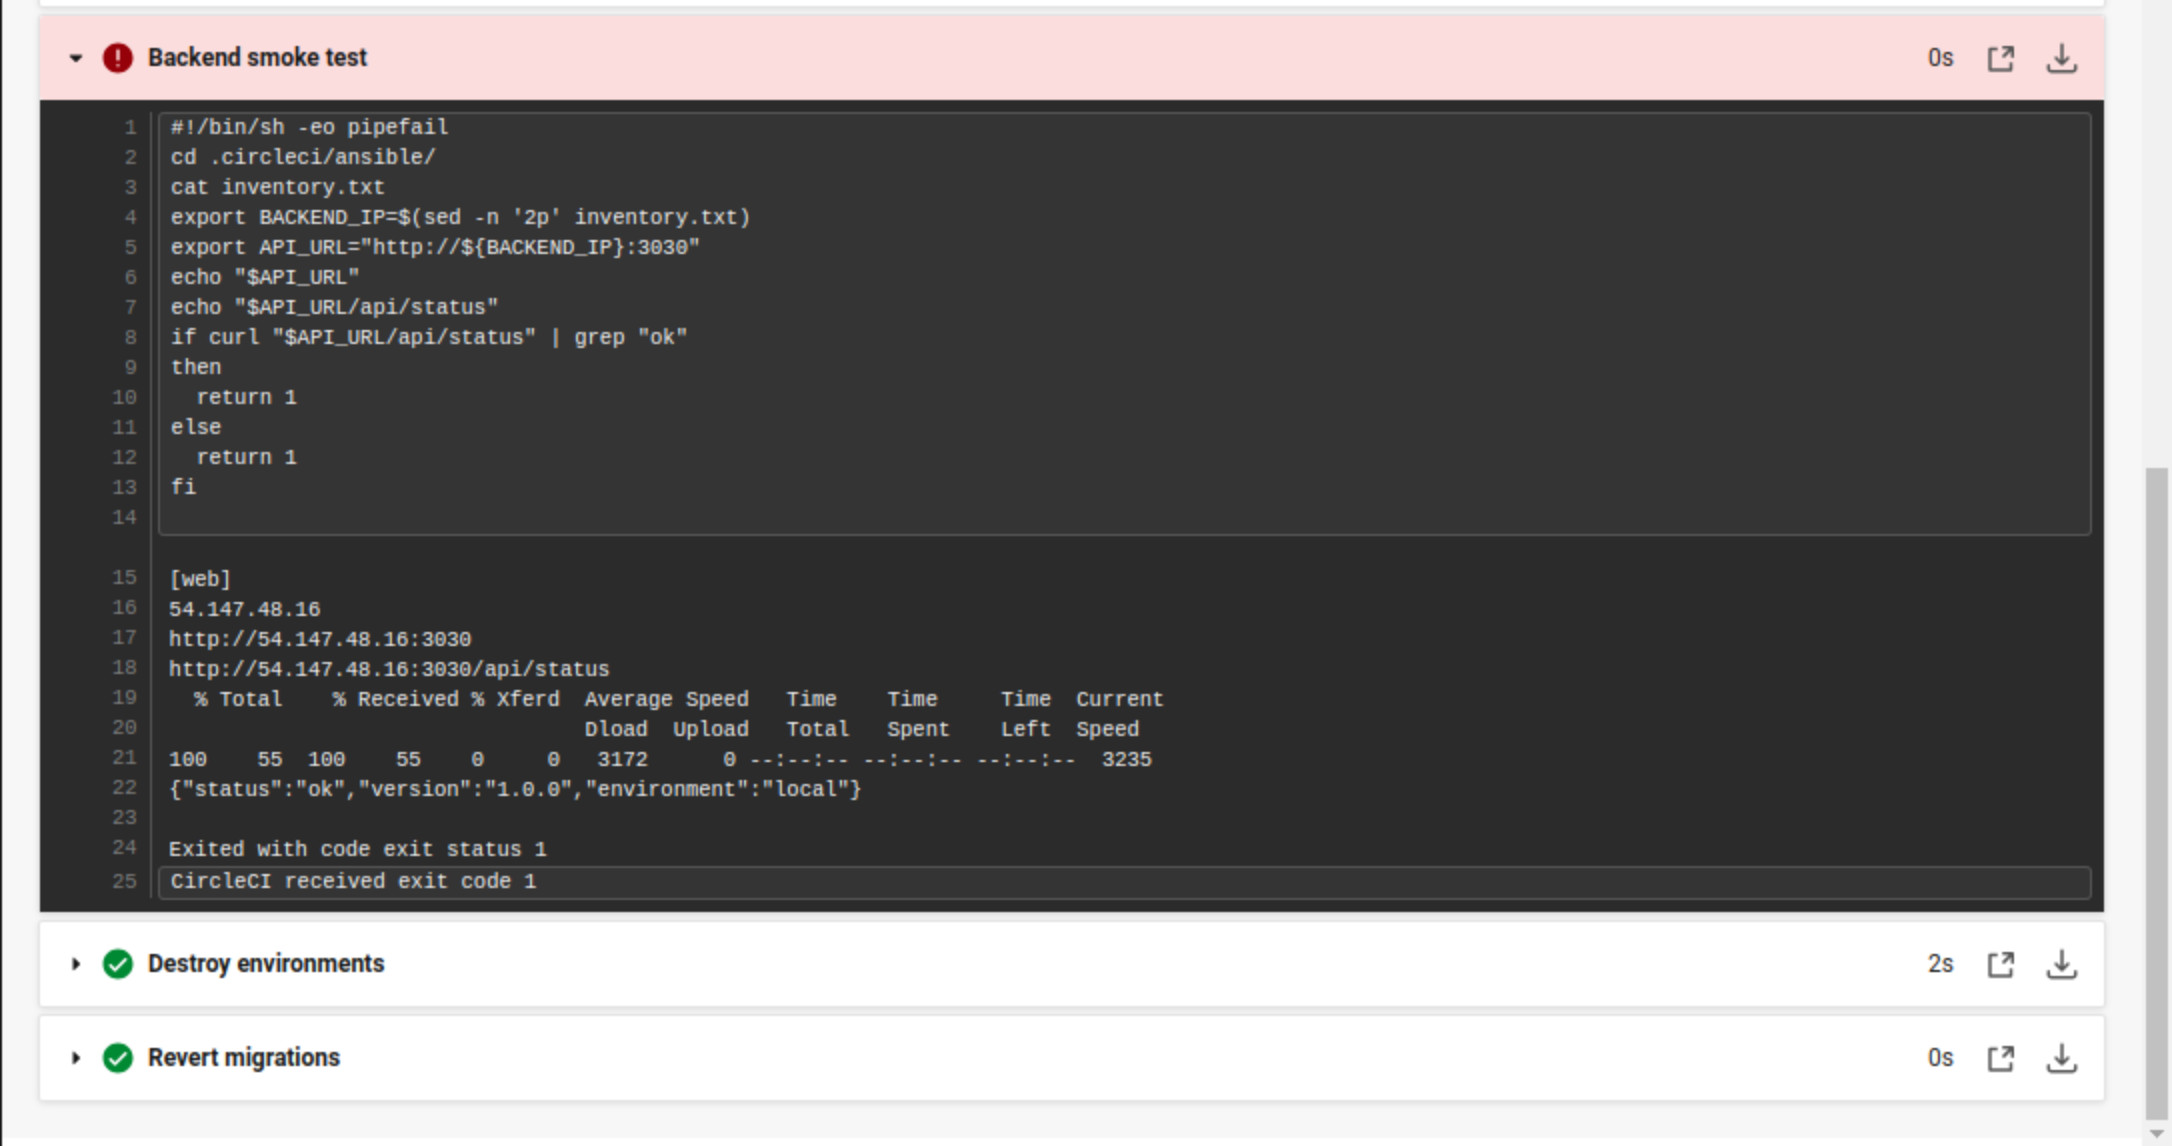 Backend smoke test 0s
1 #!/bin/sh -eo pipefail
2 cd .circleci/ansible/
3 cat inventory.txt
4 export BACKEND_IP=$(sed -n '2p' inventory.txt)
5 export API_URL="http://${BACKEND_IP}:3030"
6 echo "$API_URL"
7 echo "$API_URL/api/status"
8 if curl "$API_URL/api/status" | grep "ok"
9 then
10   return 1
11 else
12   return 1
13 fi
14
15 [web]
16 54.147.48.16
17 http://54.147.48.16:3030
18 http://54.147.48.16:3030/api/status
19   % Total    % Received % Xferd  Average Speed   Time    Time     Time  Current
20                                  Dload  Upload   Total   Spent    Left  Speed
21 100    55  100    55    0     0   3172      0 --:--:-- --:--:-- --:--:--  3235
22 {"status":"ok","version":"1.0.0","environment":"local"}
23
24 Exited with code exit status 1
25 CircleCI received exit code 1
Destroy environments 2s
Revert migrations 0s